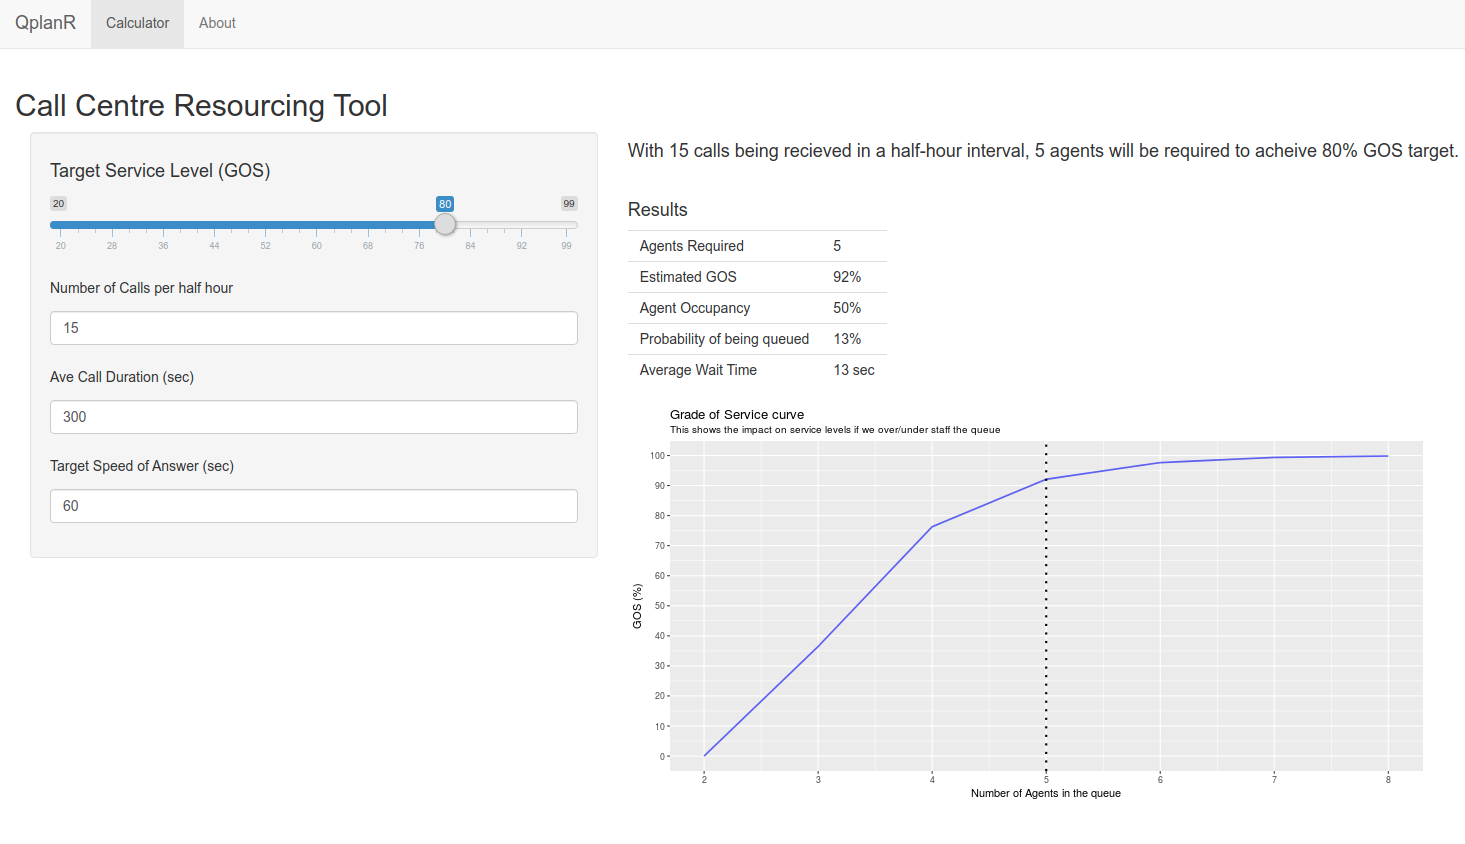 QplanR Calculator About
Call Centre Resourcing Tool
Target Service Level (GOS)
20 80 99
20 28 36 44 52 60 68 76 84 92 99
Number of Calls per half hour
15
Ave Call Duration (sec)
300
Target Speed of Answer (sec)
60
With 15 calls being recieved in a half-hour interval, 5 agents will be required to acheive 80% GOS target.
Results
Agents Required 5
Estimated GOS 92%
Agent Occupancy 50%
Probability of being queued 13%
Average Wait Time 13 sec
Grade of Service curve
This shows the impact on service levels if we over/under staff the queue
GOS (%)
100
90
80
70
60
50
40
30
20
10
0
2 3 4 5 6 7 8
Number of Agents in the queue